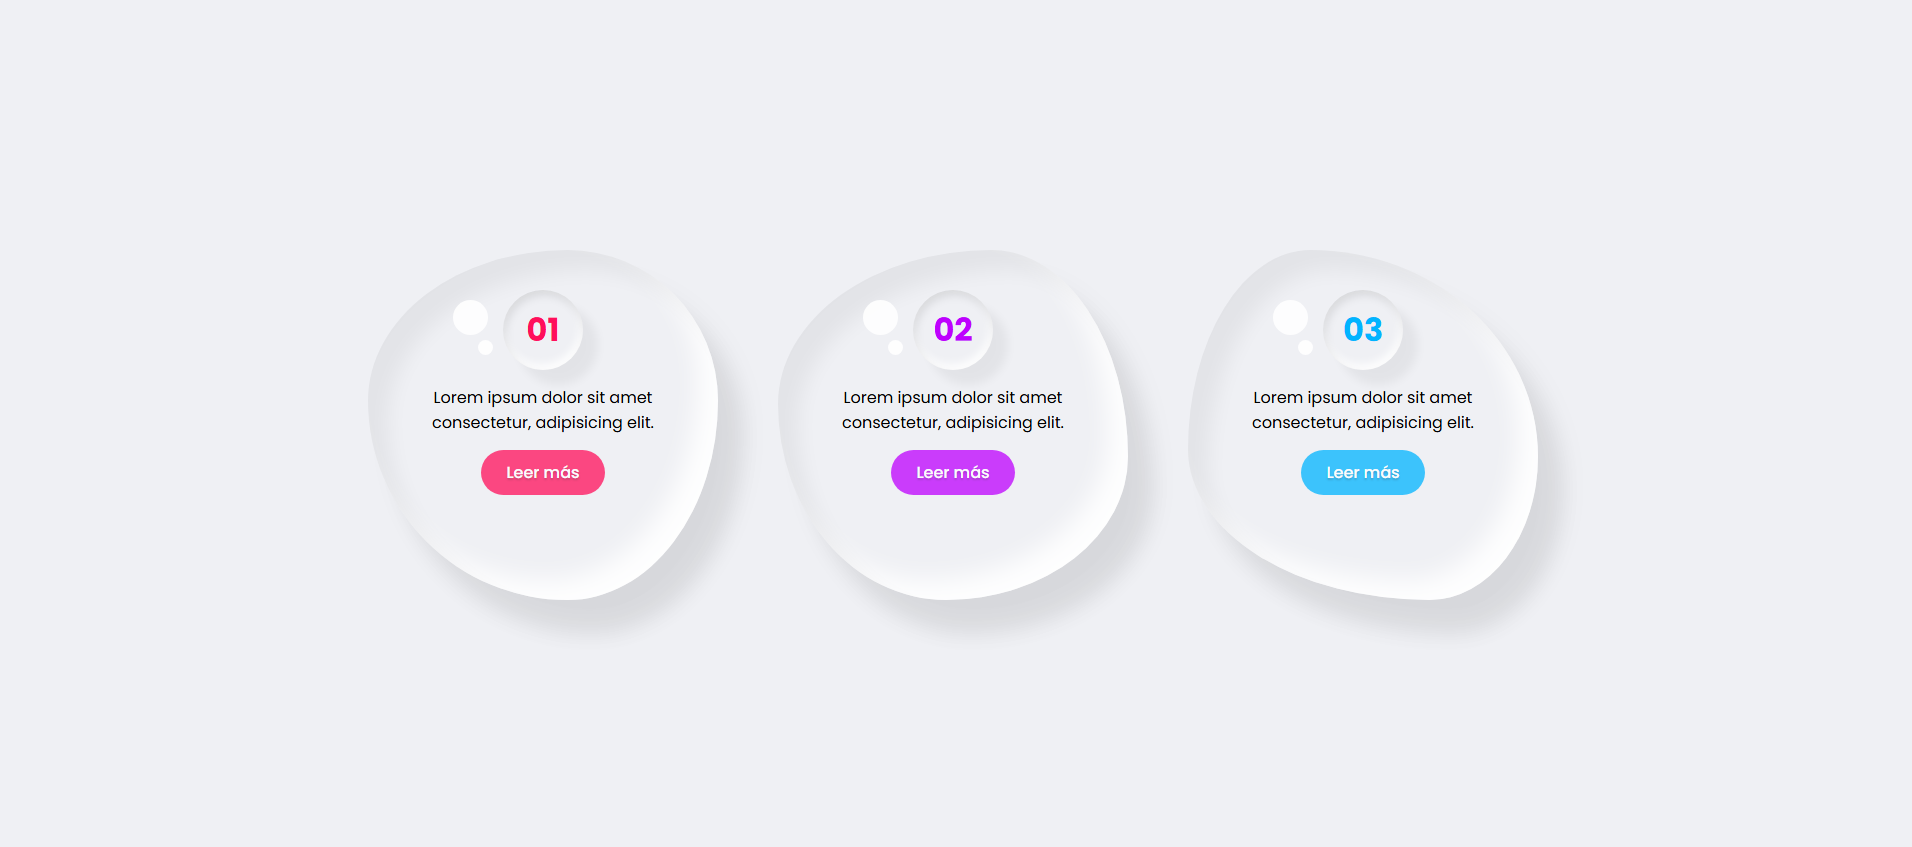 01
Lorem ipsum dolor sit amet
consectetur, adipisicing elit.
Leer más
02
Lorem ipsum dolor sit amet
consectetur, adipisicing elit.
Leer más
03
Lorem ipsum dolor sit amet
consectetur, adipisicing elit.
Leer más